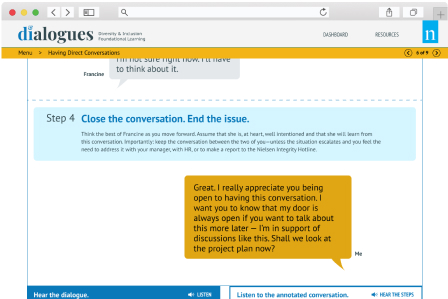 dialogues Diversity & Inclusion
Foundational Learning
DASHBOARD RESOURCES n
Menu > Having Direct Conversations 6 of 9
I'm not sure right now. I'll have
to think about it.
Francine
Step 4 Close the conversation. End the issue.
Think the best of Francine as you move forward. Assume that she is, at heart, well intentioned and that she will learn from
this conversation. Importantly: keep the conversation between the two of you—unless the situation escalates and you feel the
need to address it with your manager, with HR, or to make a report to the Nielsen Integrity Hotline.
Great. I really appreciate you being
open to having this conversation. I
want you to know that my door is
always open if you want to talk about
this more later — I'm in support of
discussions like this. Shall we look at
the project plan now?
Me
Hear the dialogue. LISTEN
Listen to the annotated conversation. HEAR THE STEPS